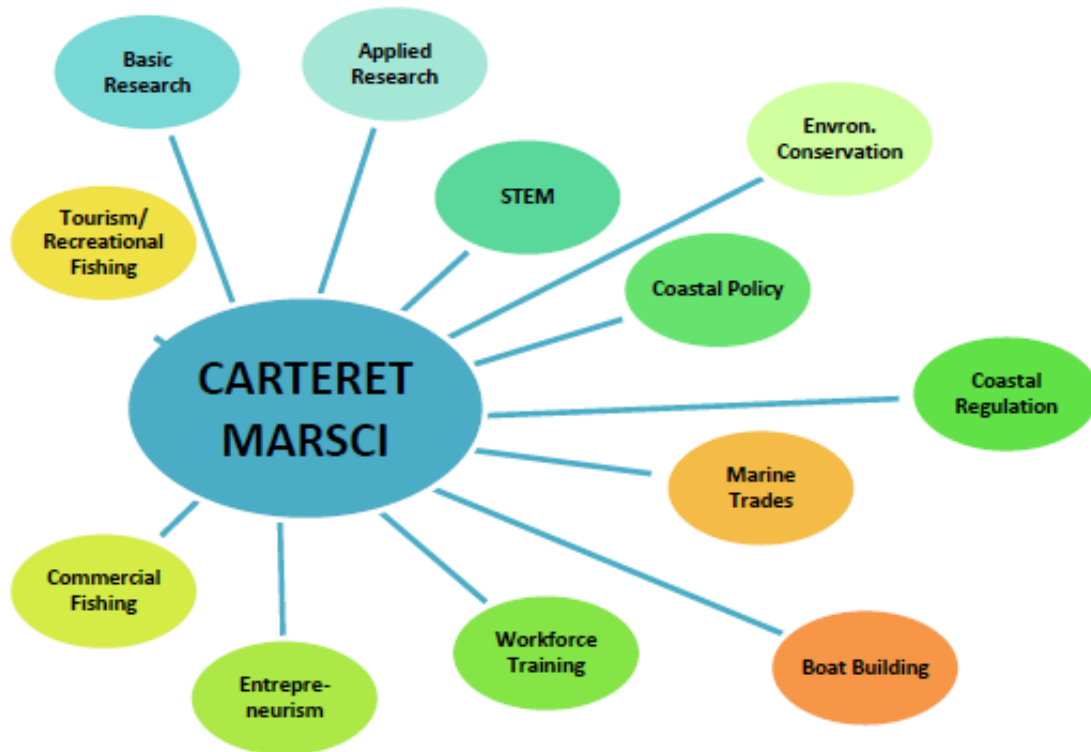 Basic
Research
Applied
Research
Envron.
Conservation
STEM
Tourism/
Recreational
Fishing
Coastal Policy
CARTERET
MARSCI
Coastal
Regulation
Marine
Trades
Commercial
Fishing
Workforce
Training
Boat Building
Entrepre-
neurism